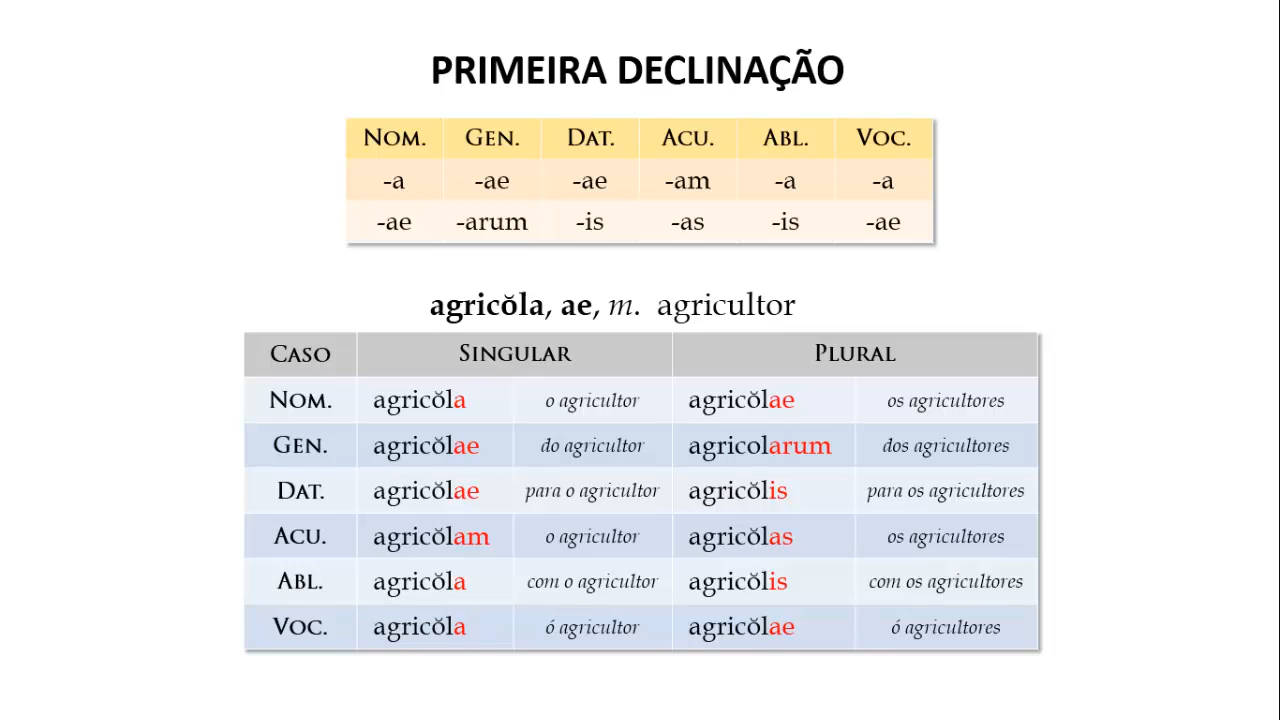 PRIMEIRA DECLINAÇÃO
NOM. GEN. DAT. ACU. ABL. VOC.
-a -ae -ae -am -a -a
-ae -arum -is -as -is -ae
agricŏla, ae, m. agricultor
CASO SINGULAR PLURAL
NOM. agricŏla o agricultor agricŏlae os agricultores
GEN. agricŏlae do agricultor agricolarum dos agricultores
DAT. agricŏlae para o agricultor agricŏlis para os agricultores
ACU. agricŏlam o agricultor agricŏlas os agricultores
ABL. agricŏla com o agricultor agricŏlis com os agricultores
VOC. agricŏla ó agricultor agricŏlae ó agricultores